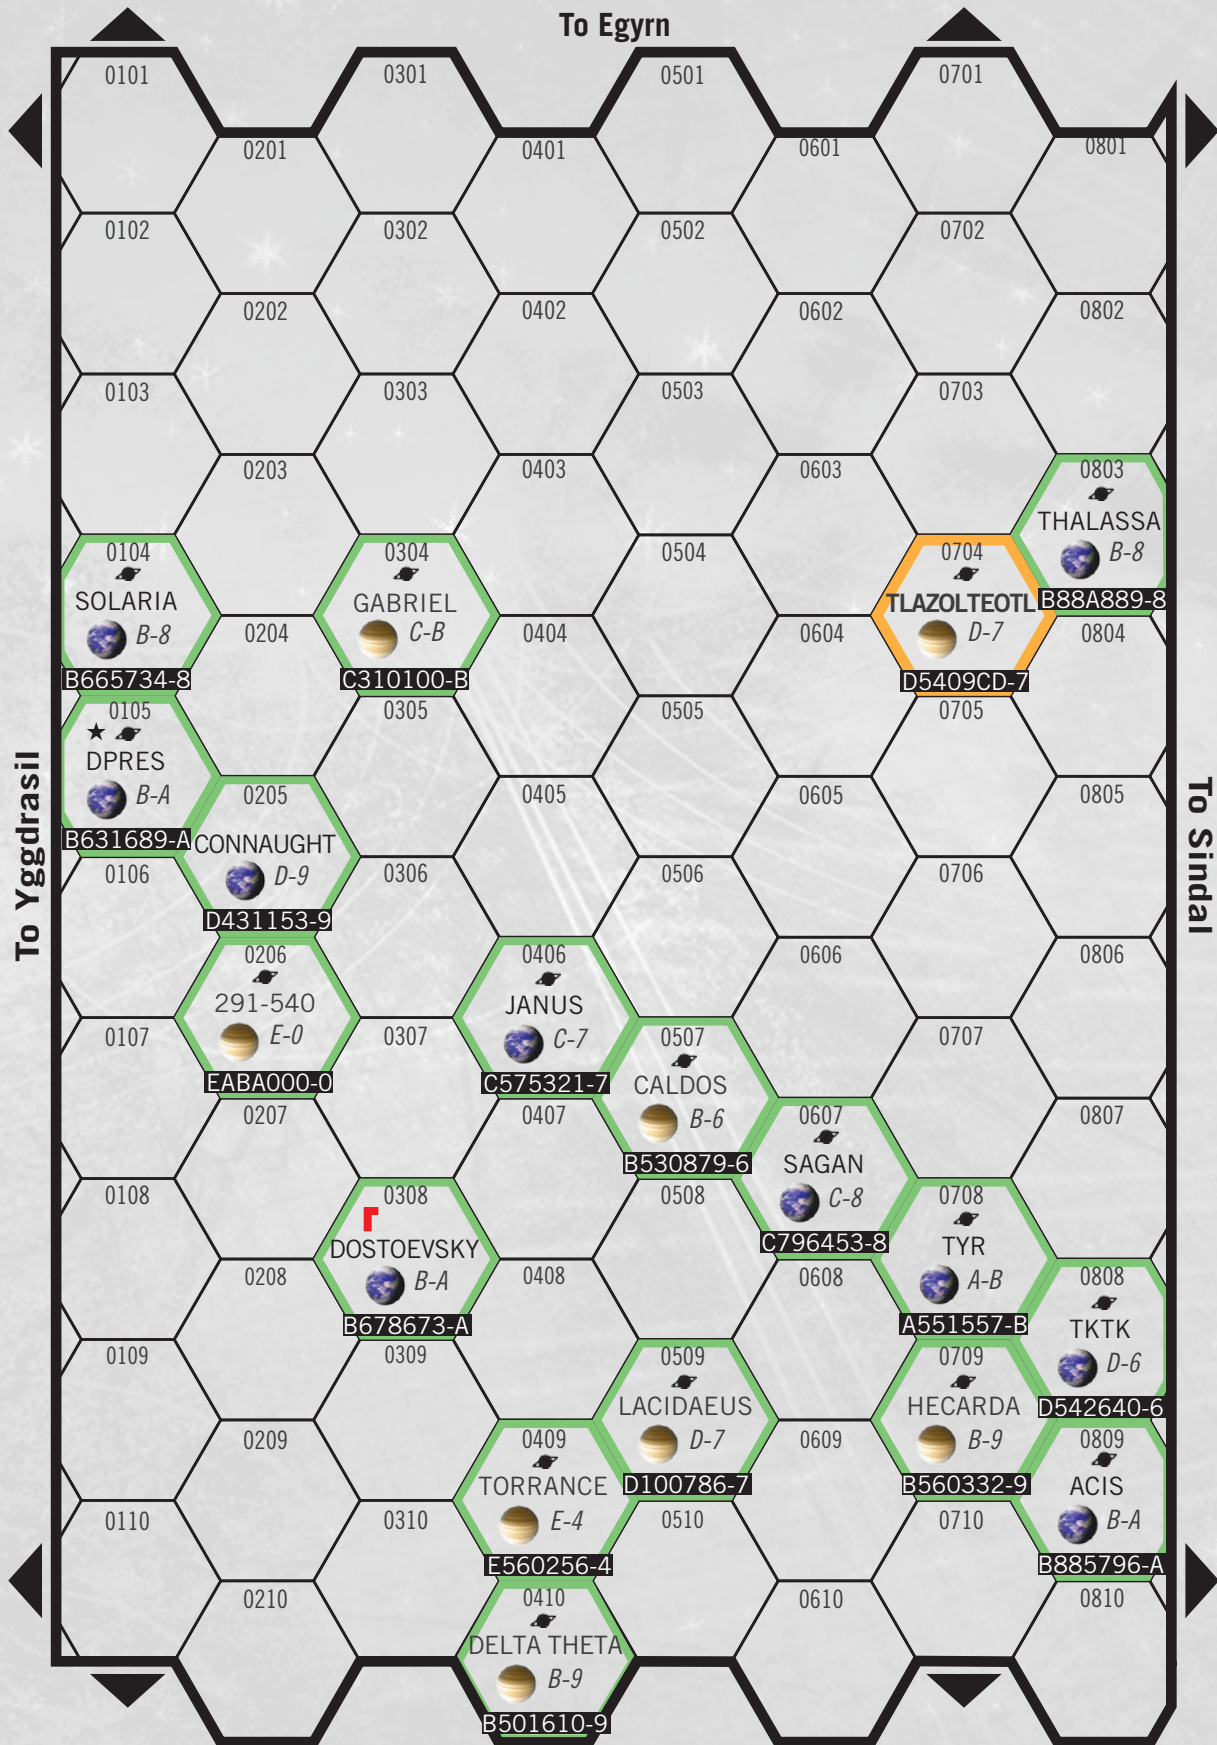 To Egyrn
0101
0301
0501
0701
0201
0401
0601
0801
0102
0302
0502
0702
0202
0402
0602
0802
0103
0303
0503
0703
0203
0403
0603
0803
THALASSA
B-8
B88A889-8
0104
SOLARIA
B-8
B665734-8
0304
GABRIEL
C-B
C310100-B
0504
0704
TLAZOLTEOTL
D-7
D5409CD-7
0204
0404
0604
0804
0105
DPRES
B-A
B631689-A
0305
0505
0705
0205
CONNAUGHT
D-9
D431153-9
0405
0605
0805
To Yggdrasil
To Sindal
0106
0306
0506
0706
0206
291-540
E-0
EABA000-0
0406
JANUS
C-7
C575321-7
0606
0806
0107
0307
0507
CALDOS
B-6
B530879-6
0707
0207
0407
0607
SAGAN
C-8
C796453-8
0807
0108
0308
DOSTOEVSKY
B-A
B678673-A
0508
0708
TYR
A-B
A551557-B
0208
0408
0608
0808
TKTK
D-6
D542640-6
0109
0309
0509
LACIDAEUS
D-7
D100786-7
0709
HECARDA
B-9
B560332-9
0209
0409
TORRANCE
E-4
E560256-4
0609
0809
ACIS
B-A
B885796-A
0110
0310
0510
0710
0210
0410
DELTA THETA
B-9
B501610-9
0610
0810